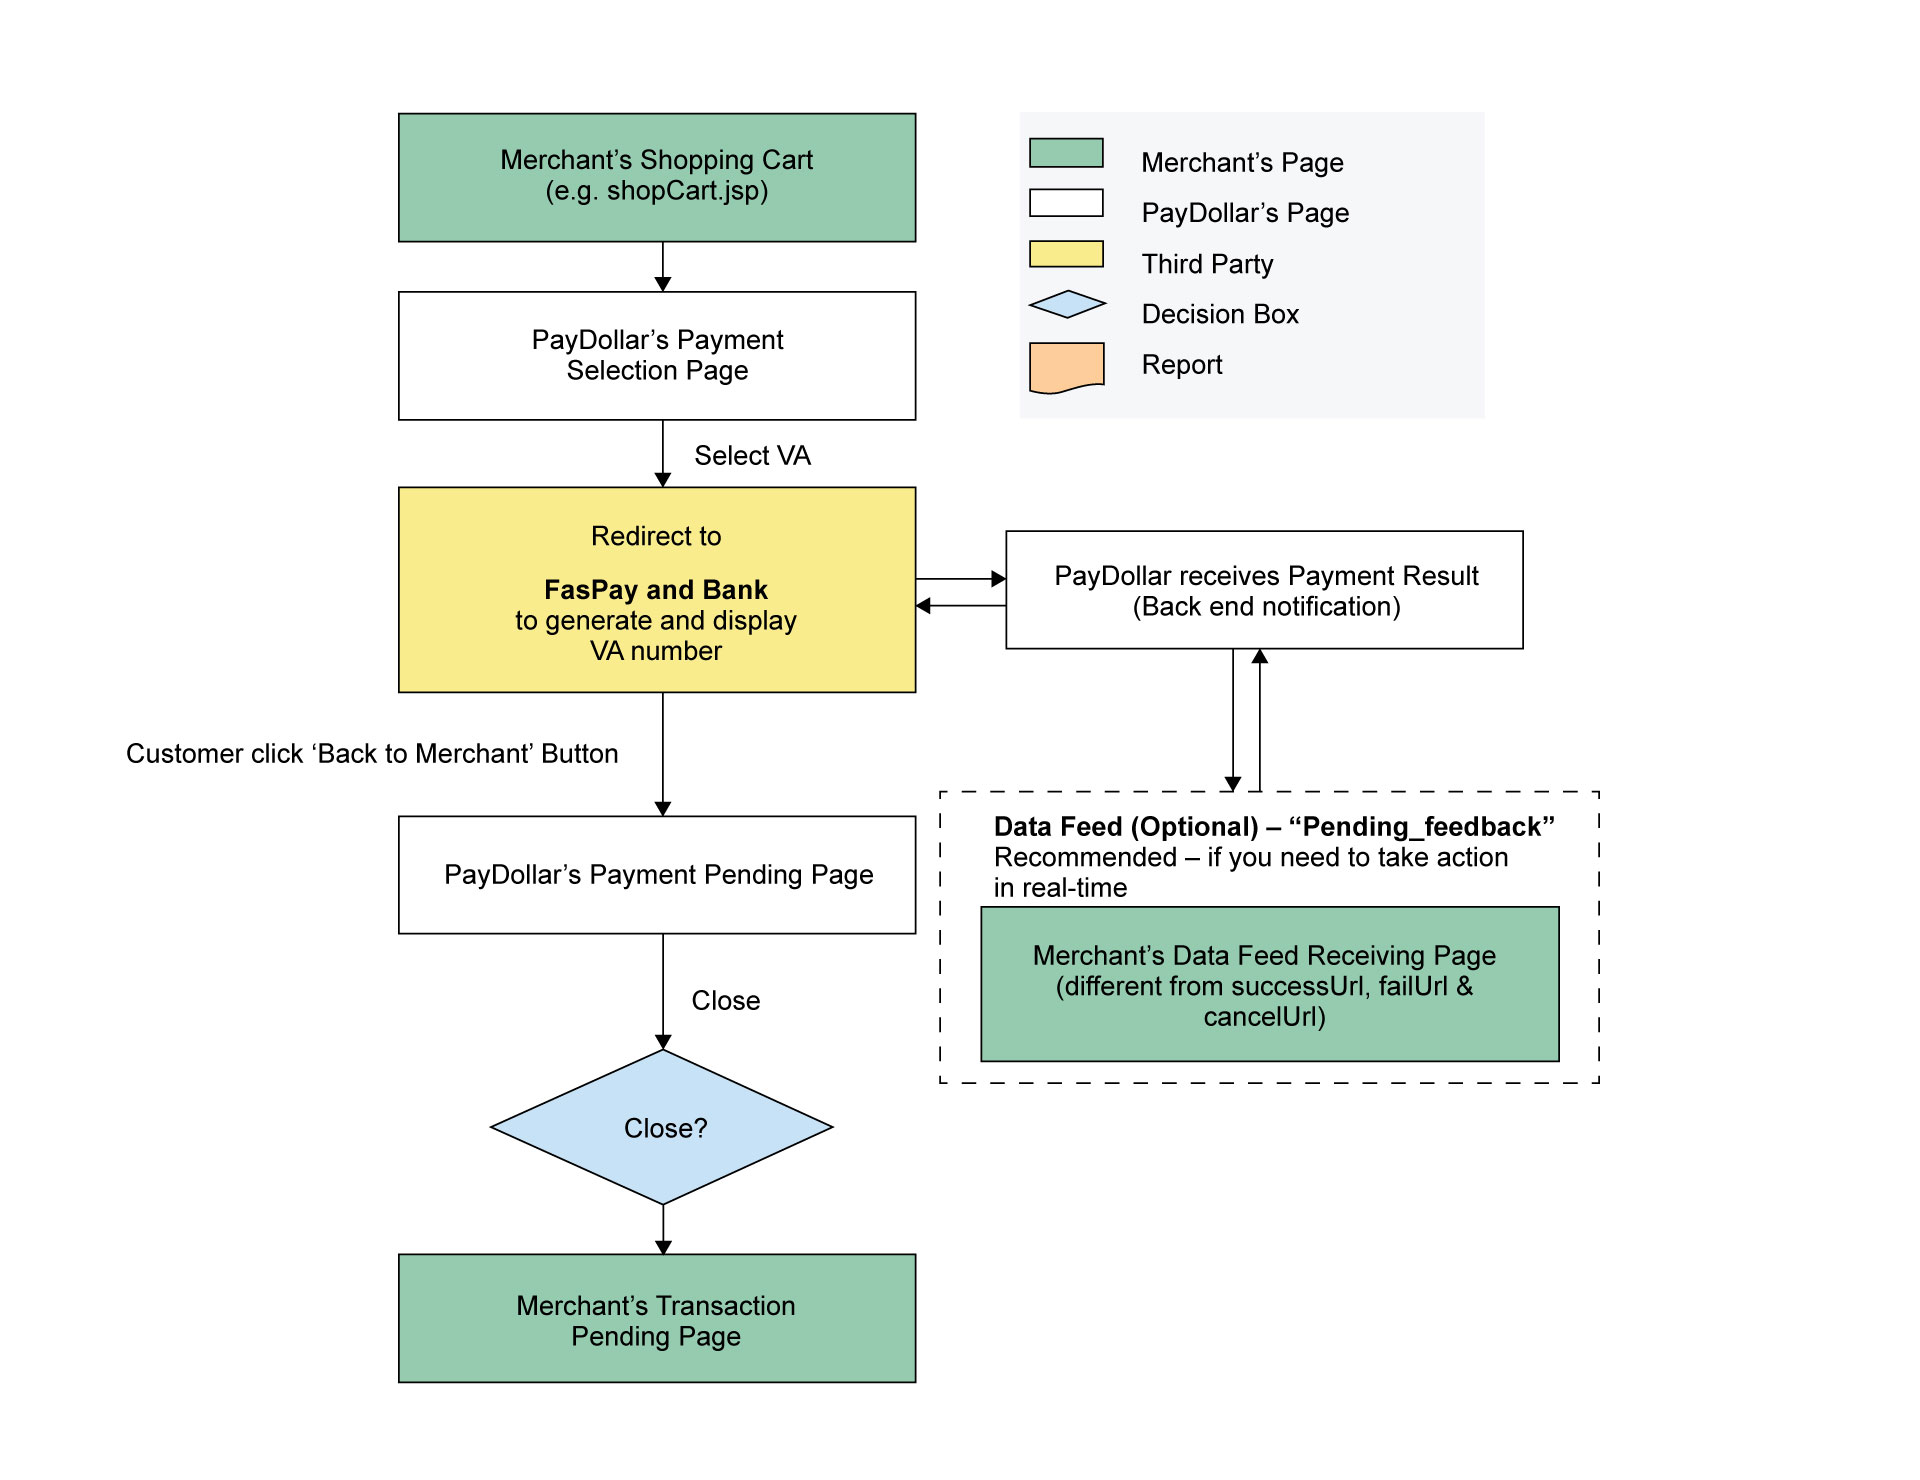 Merchant’s Shopping Cart
(e.g. shopCart.jsp)
Merchant’s Page
PayDollar’s Page
Third Party
Decision Box
Report
PayDollar’s Payment
Selection Page
Select VA
Redirect to
FasPay and Bank
to generate and display
VA number
PayDollar receives Payment Result
(Back end notification)
Customer click ‘Back to Merchant’ Button
PayDollar’s Payment Pending Page
Data Feed (Optional) – “Pending_feedback”
Recommended – if you need to take action
in real-time
Merchant’s Data Feed Receiving Page
(different from successUrl, failUrl &
cancelUrl)
Close
Close?
Merchant’s Transaction
Pending Page